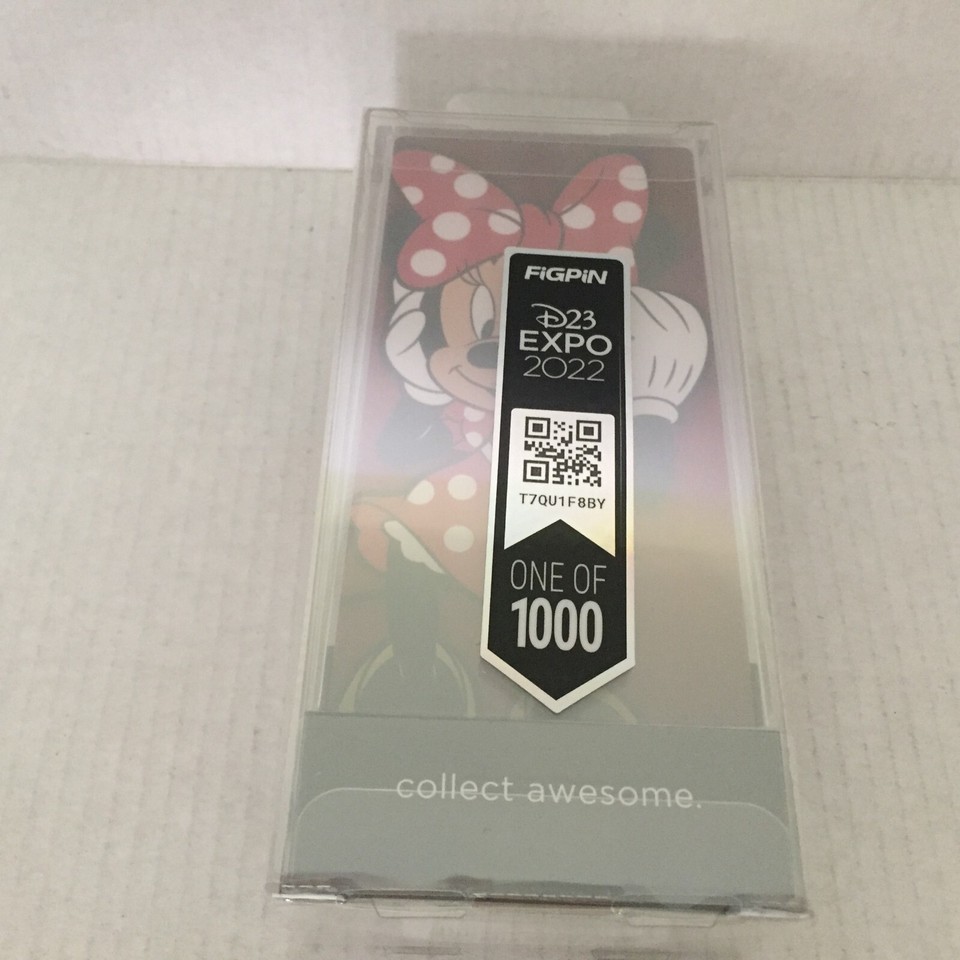 FiGPiN
D23
EXPO
2022
T7QU1F8BY
ONE OF
1000
collect awesome.